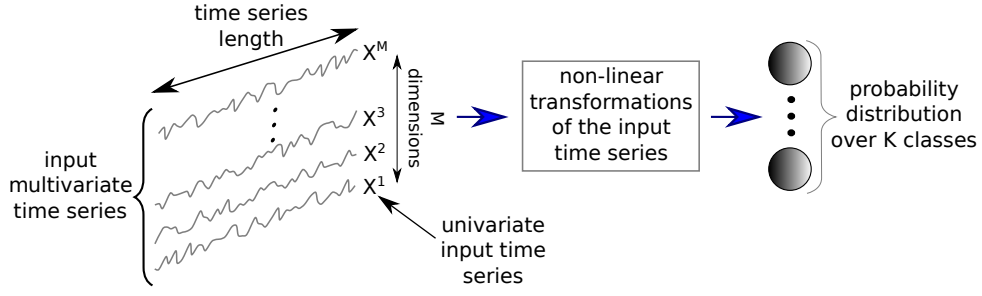 time series
length
X^M
M
dimensions
X^3
X^2
X^1
input
multivariate
time series
univariate
input time
series
non-linear
transformations
of the input
time series
probability
distribution
over K classes